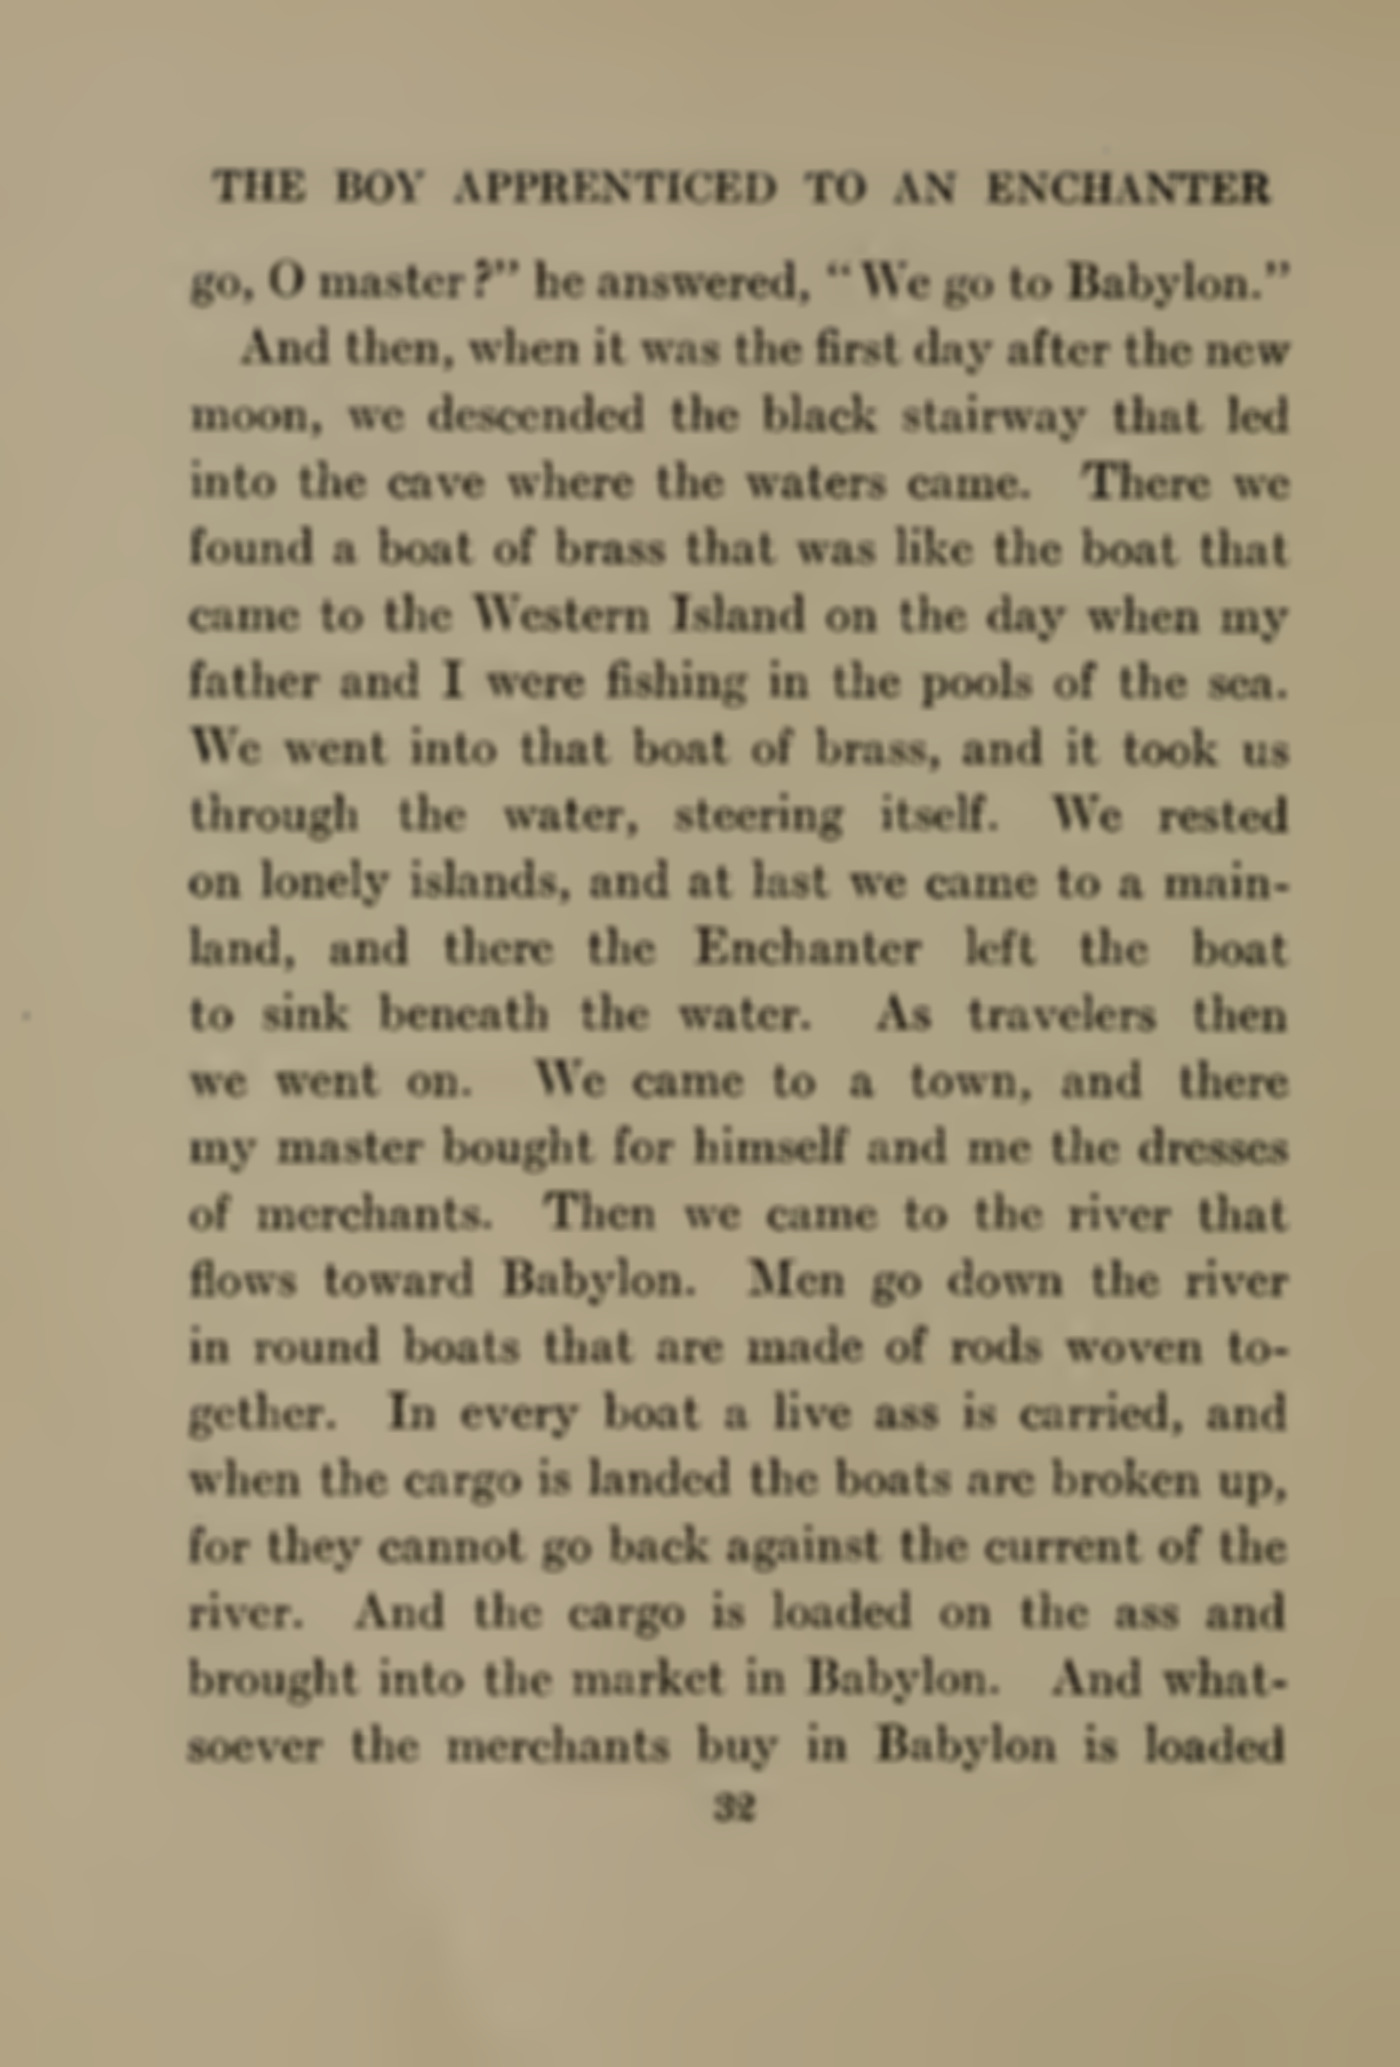 THE BOY APPRENTICED TO AN ENCHANTER
go, O master?" he answered, "We go to Babylon."
And then, when it was the first day after the new
moon, we descended the black stairway that led
into the cave where the waters came. There we
found a boat of brass that was like the boat that
came to the Western Island on the day when my
father and I were fishing in the pools of the sea.
We went into that boat of brass, and it took us
through the water, steering itself. We rested
on lonely islands, and at last we came to a main-
land, and there the Enchanter left the boat
to sink beneath the water. As travelers then
we went on. We came to a town, and there
my master bought for himself and me the dresses
of merchants. Then we came to the river that
flows toward Babylon. Men go down the river
in round boats that are made of rods woven to-
gether. In every boat a live ass is carried, and
when the cargo is landed the boats are broken up,
for they cannot go back against the current of the
river. And the cargo is loaded on the ass and
brought into the market in Babylon. And what-
soever the merchants buy in Babylon is loaded
32